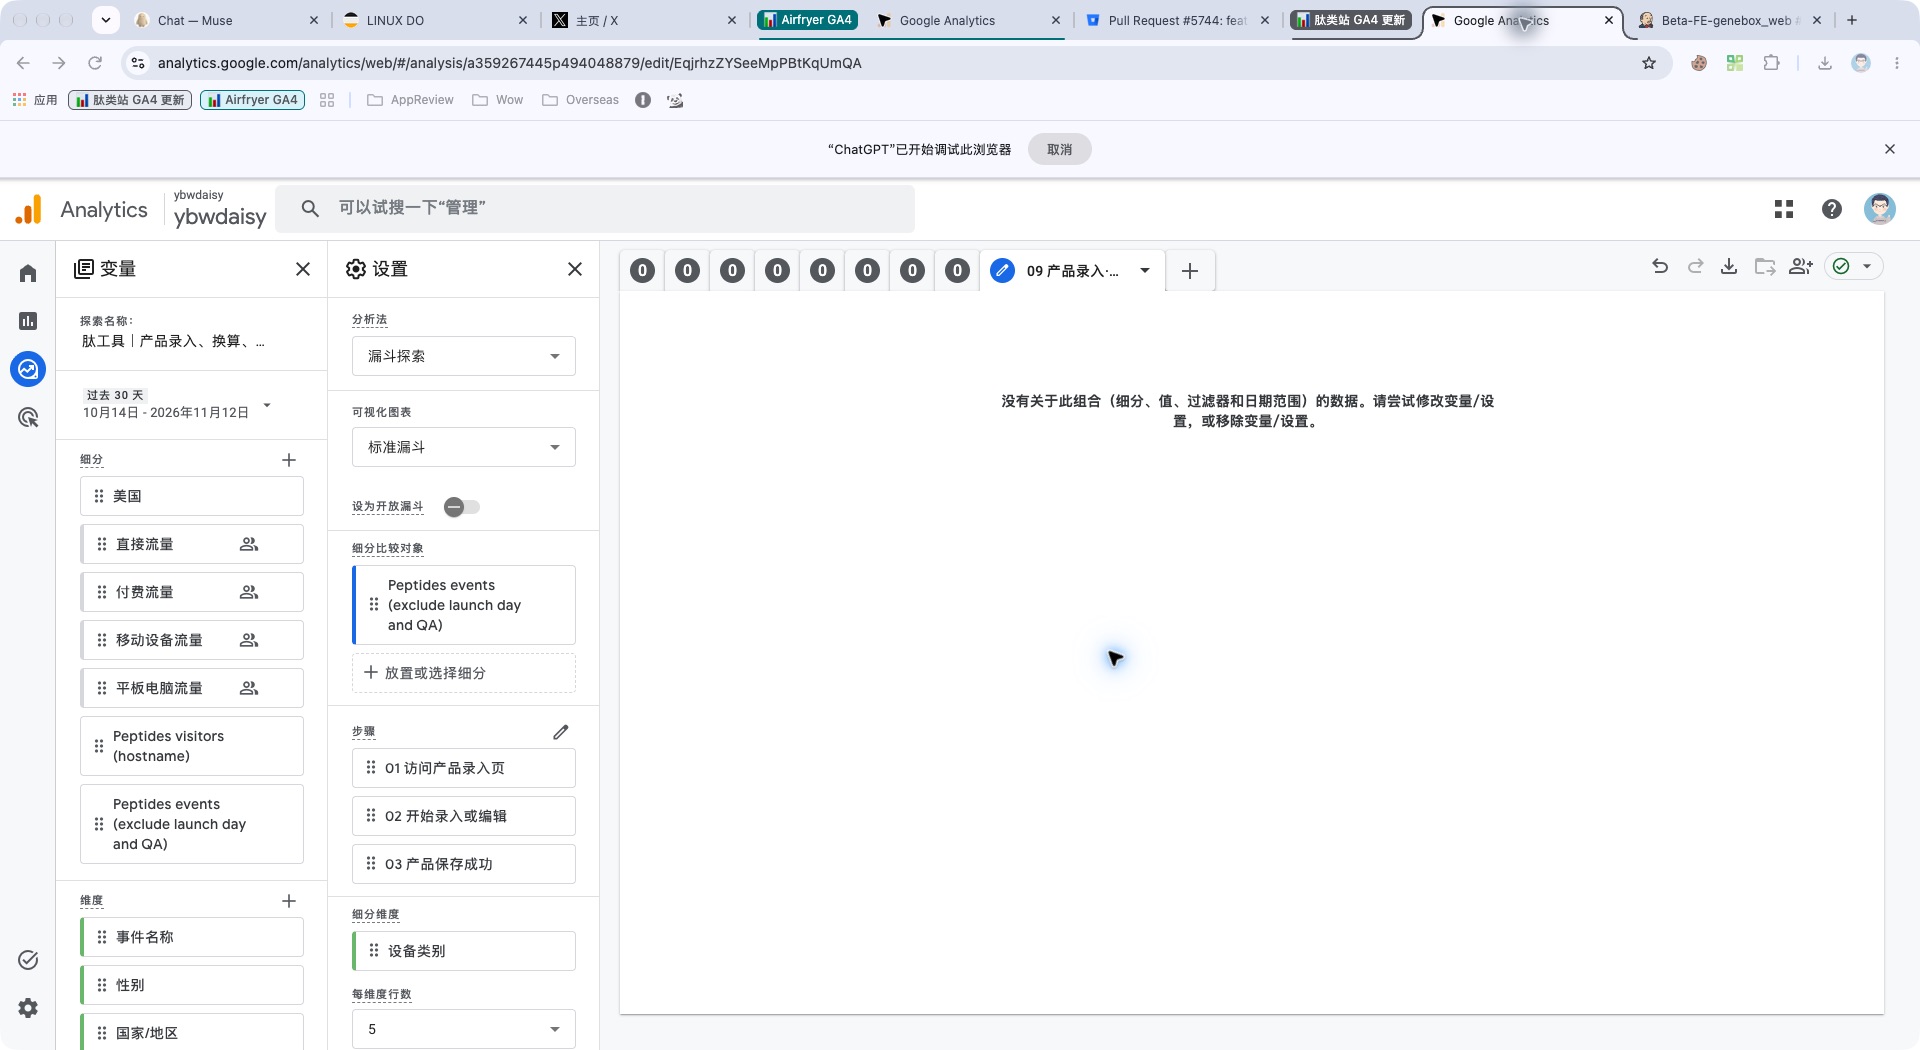 Chat — Muse
LINUX DO
主页 / X
Airfryer GA4
Google Analytics
Pull Request #5744: feat
肽类站 GA4 更新
Google Analytics
Beta-FE-genebox_web #
analytics.google.com/analytics/web/#/analysis/a359267445p494048879/edit/EqjrhzZYSeeMpPBtKqUmQA
应用
肽类站 GA4 更新
Airfryer GA4
AppReview
Wow
Overseas
“ChatGPT”已开始调试此浏览器
取消
Analytics
ybwdaisy
ybwdaisy
可以试搜一下“管理”
变量
探索名称：
肽工具｜产品录入、换算、...
过去 30 天
10月14日 - 2026年11月12日
细分
美国
直接流量
付费流量
移动设备流量
平板电脑流量
Peptides visitors
(hostname)
Peptides events
(exclude launch day
and QA)
维度
事件名称
性别
国家/地区
设置
分析法
漏斗探索
可视化图表
标准漏斗
设为开放漏斗
细分比较对象
Peptides events
(exclude launch day
and QA)
放置或选择细分
步骤
01 访问产品录入页
02 开始录入或编辑
03 产品保存成功
细分维度
设备类别
每维度行数
5
0
0
0
0
0
0
0
0
09 产品录入·...
没有关于此组合（细分、值、过滤器和日期范围）的数据。请尝试修改变量/设
置，或移除变量/设置。